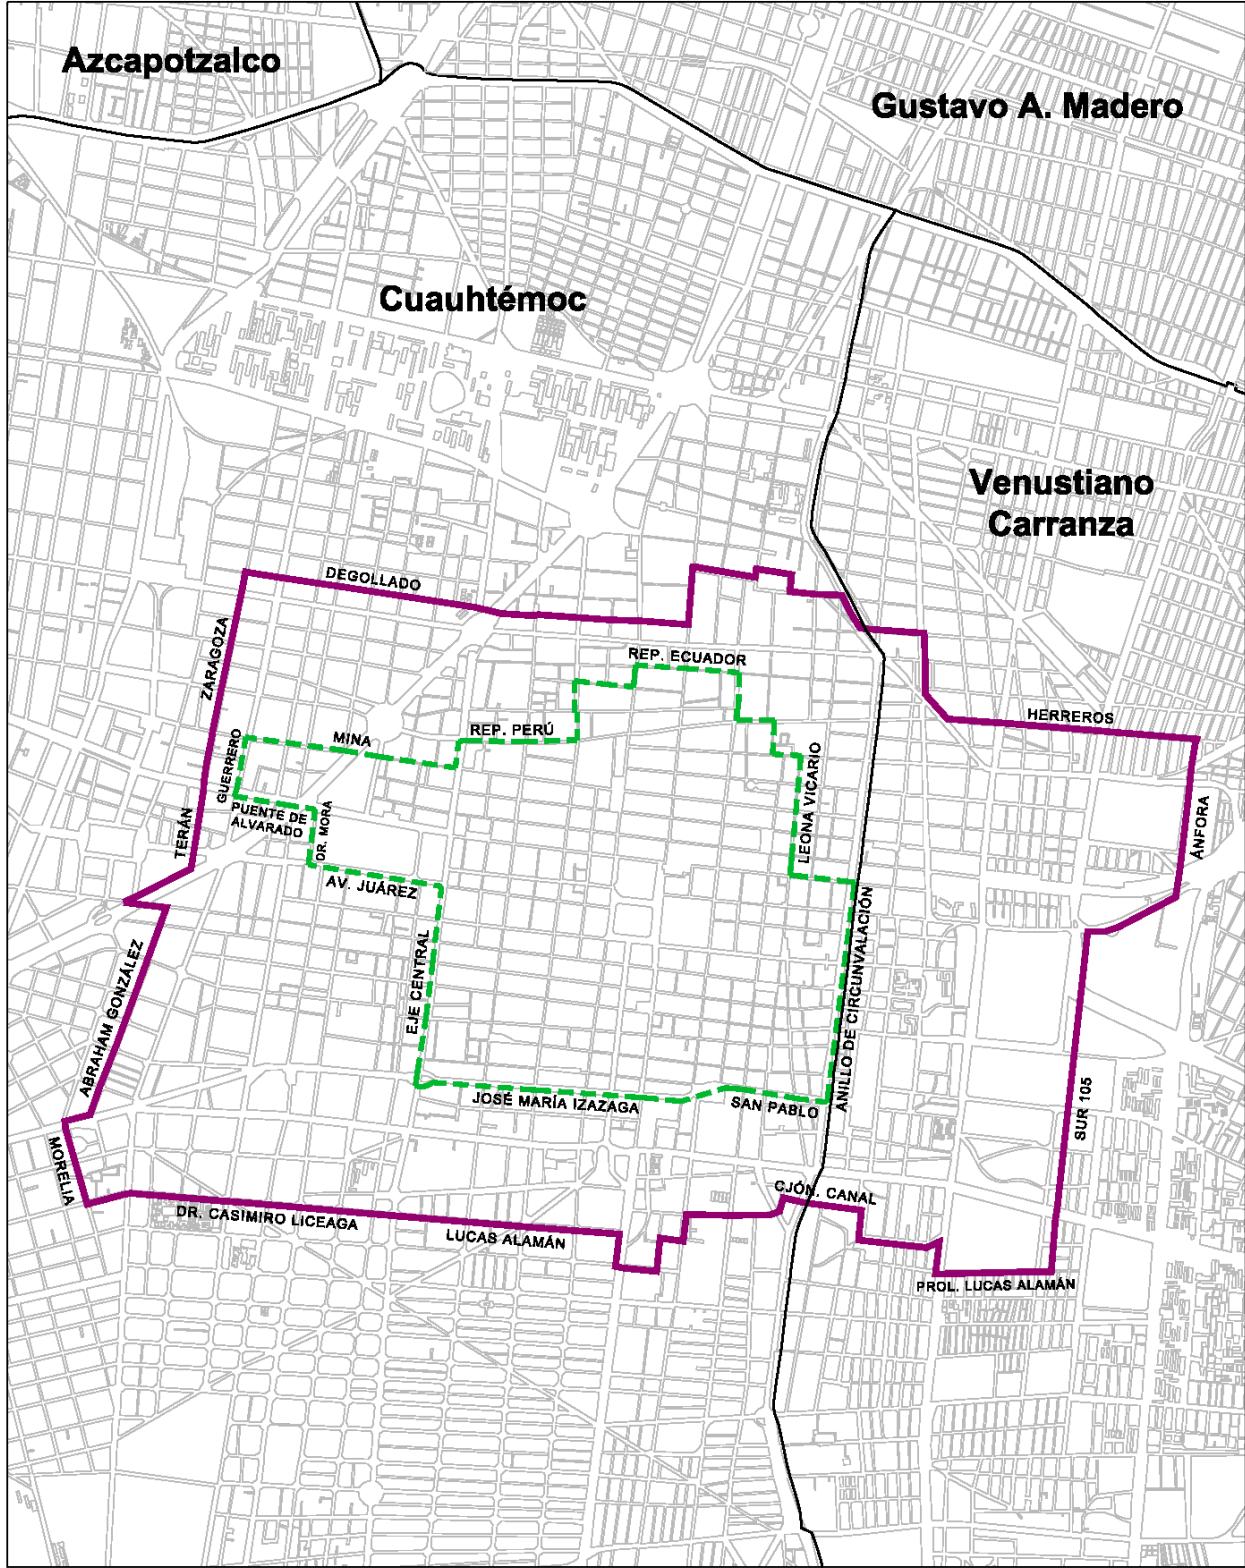 Azcapotzalco
Gustavo A. Madero
Cuauhtémoc
Venustiano
Carranza
DEGOLLADO
ZARAGOZA
REP. ECUADOR
HERREROS
REP. PERÚ
MINA
GUERRERO
LEONA VICARIO
PUENTE DE
ALVARADO
DR. MORA
TERÁN
ÁNFORA
AV. JUÁREZ
EJE CENTRAL
ANILLO DE CIRCUNVALACIÓN
ABRAHAM GONZÁLEZ
JOSÉ MARÍA IZAZAGA
SAN PABLO
SUR 105
MORELIA
CJÓN. CANAL
DR. CASIMIRO LICEAGA
LUCAS ALAMÁN
PROL. LUCAS ALAMÁN